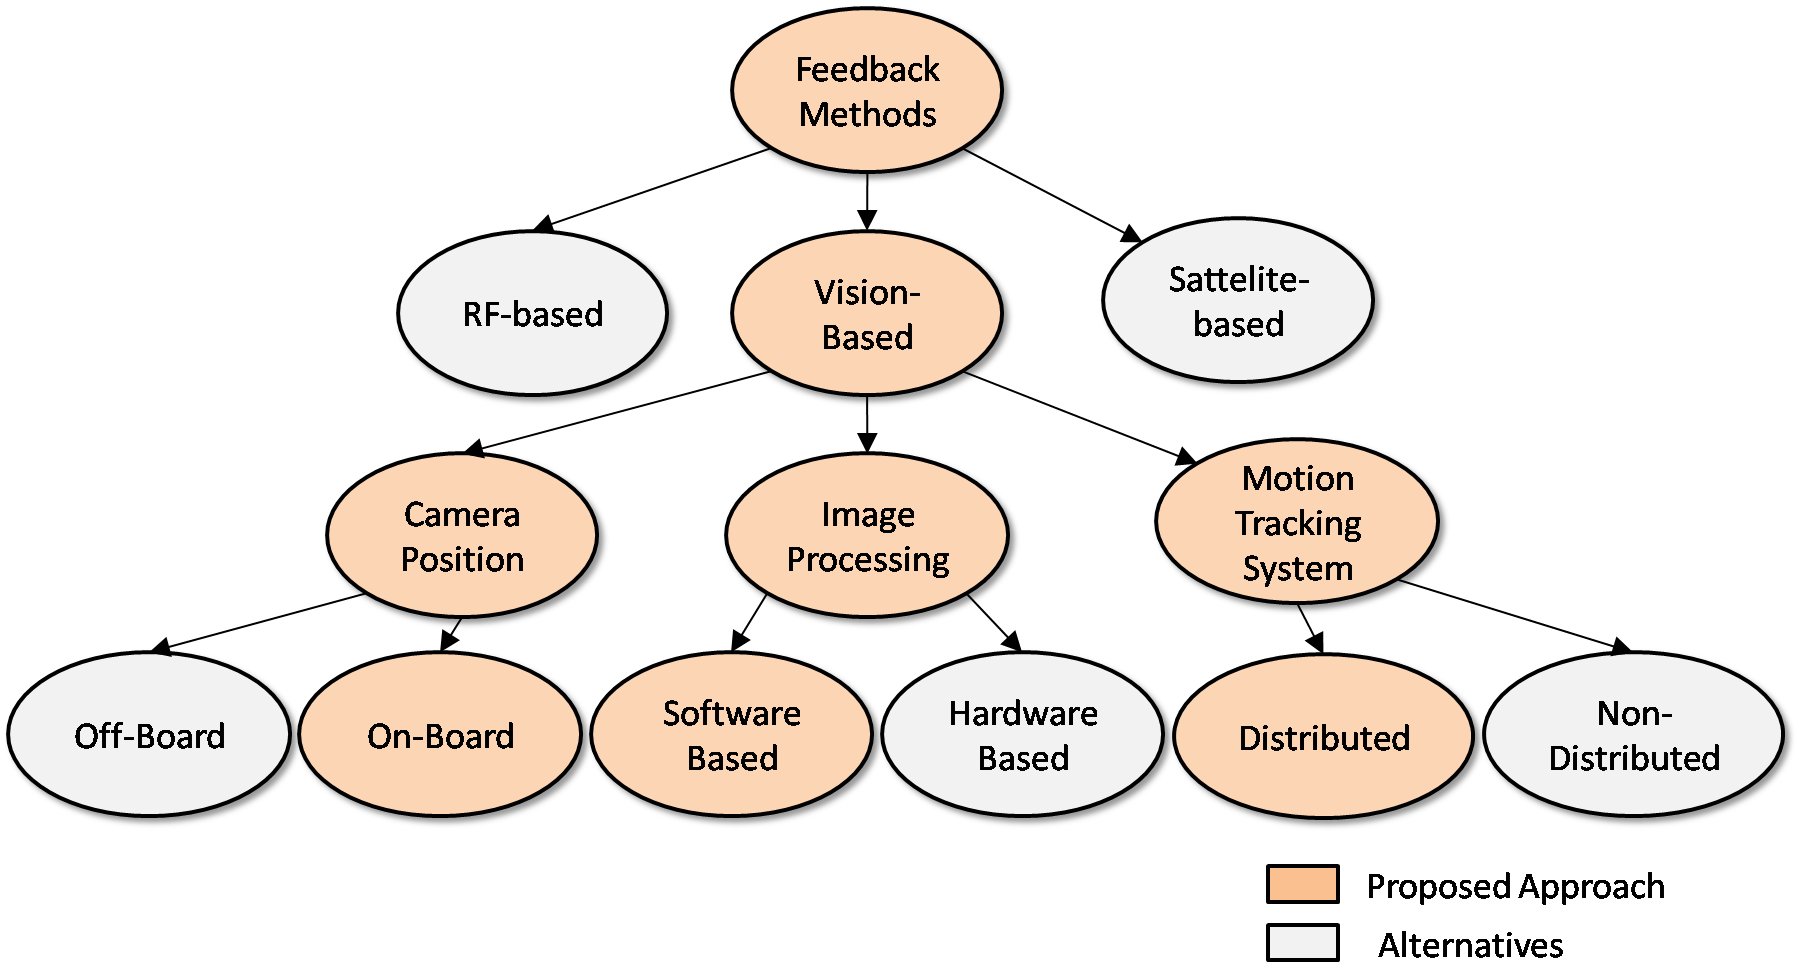 Feedback
Methods
RF-based
Vision-
Based
Sattelite-
based
Camera
Position
Image
Processing
Motion
Tracking
System
Off-Board
On-Board
Software
Based
Hardware
Based
Distributed
Non-
Distributed
Proposed Approach
Alternatives